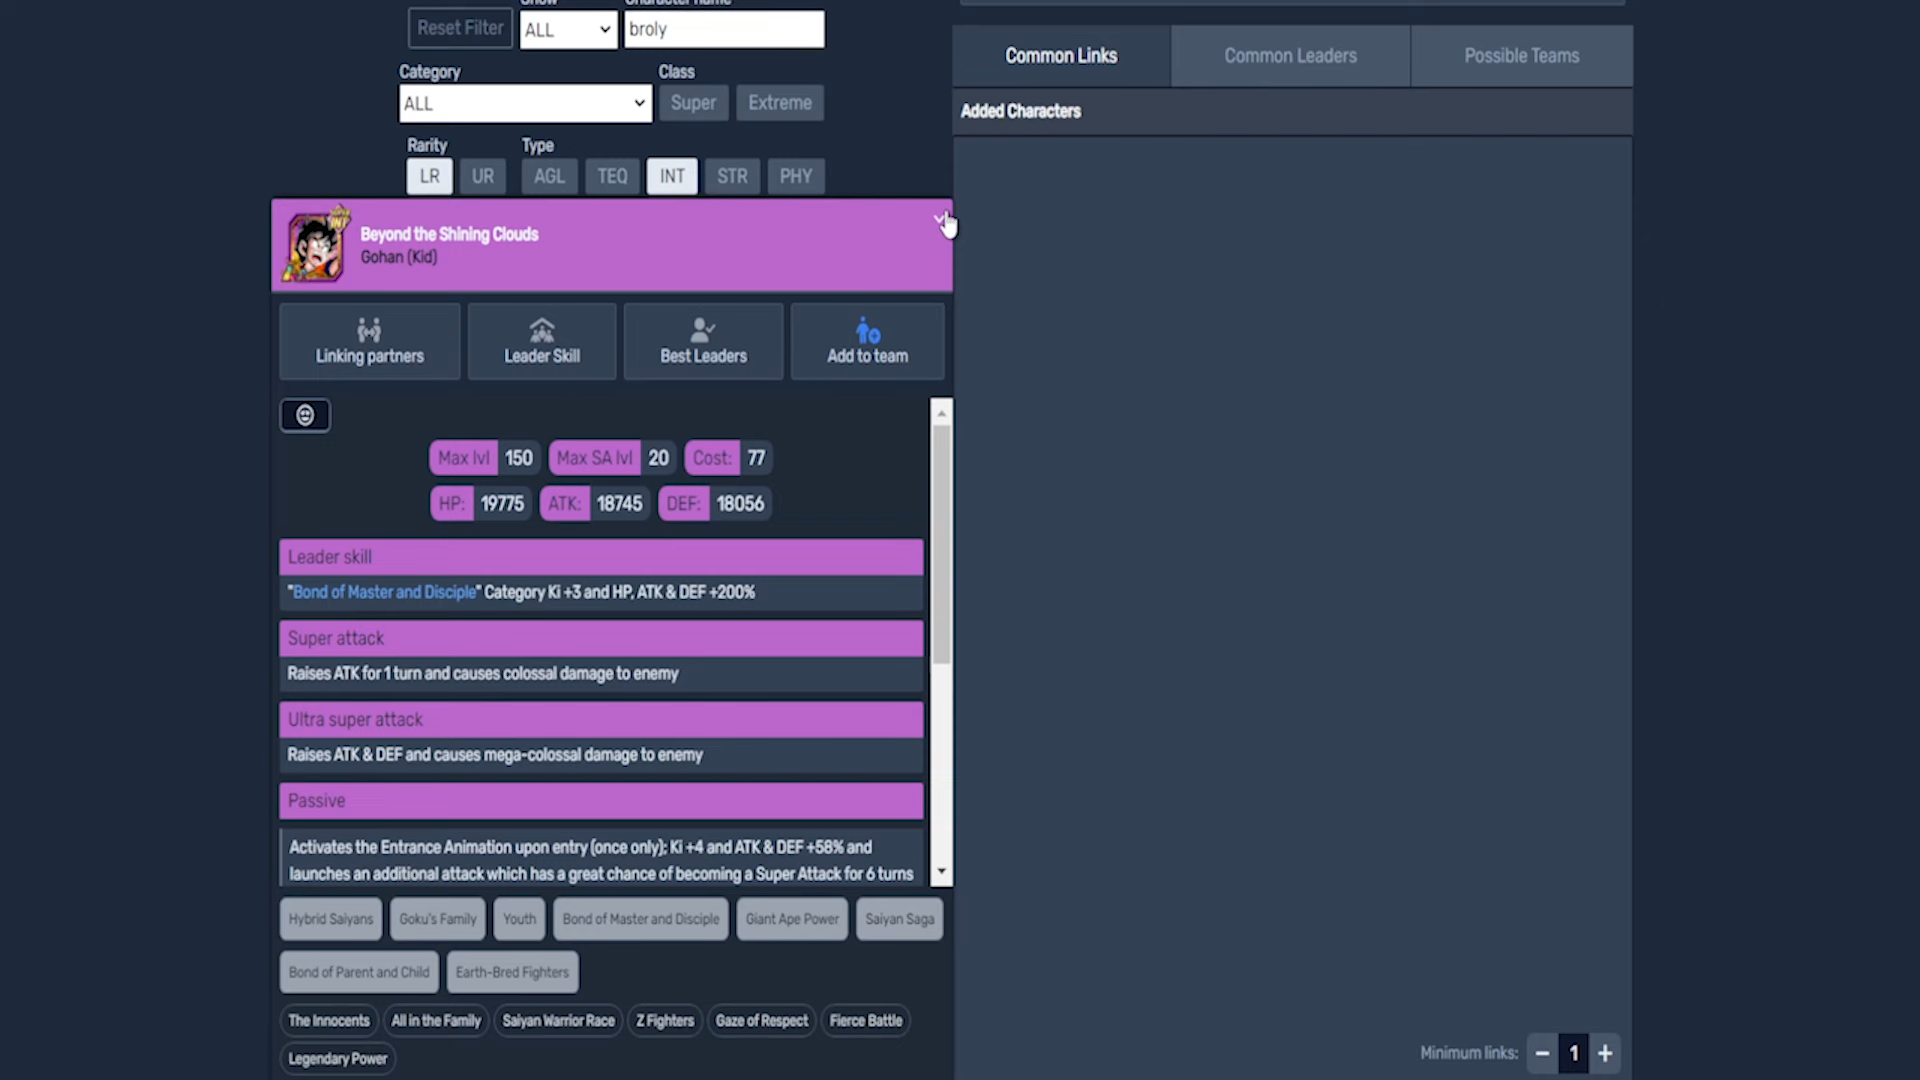 Show
Character name
Reset Filter
ALL
broly
Category
Class
ALL
Super
Extreme
Rarity
Type
LR
UR
AGL
TEQ
INT
STR
PHY
SUPER INT
Beyond the Shining Clouds
Gohan (Kid)
Linking partners
Leader Skill
Best Leaders
Add to team
Max lvl 150
Max SA lvl 20
Cost: 77
HP: 19775
ATK: 18745
DEF: 18056
Leader skill
"Bond of Master and Disciple" Category Ki +3 and HP, ATK & DEF +200%
Super attack
Raises ATK for 1 turn and causes colossal damage to enemy
Ultra super attack
Raises ATK & DEF and causes mega-colossal damage to enemy
Passive
Activates the Entrance Animation upon entry (once only); Ki +4 and ATK & DEF +58% and
launches an additional attack which has a great chance of becoming a Super Attack for 6 turns
Hybrid Saiyans
Goku's Family
Youth
Bond of Master and Disciple
Giant Ape Power
Saiyan Saga
Bond of Parent and Child
Earth-Bred Fighters
The Innocents
All in the Family
Saiyan Warrior Race
Z Fighters
Gaze of Respect
Fierce Battle
Legendary Power
Common Links
Common Leaders
Possible Teams
Added Characters
Minimum links: − 1 +